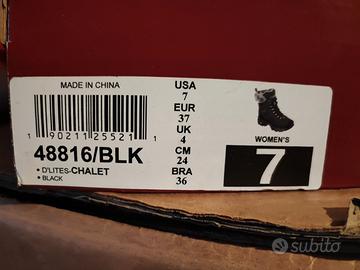 MADE IN CHINA
1 90211 25521 1
48816/BLK
• D'LITES-CHALET
• BLACK
USA
7
EUR
37
UK
4
CM
24
BRA
36
WOMEN'S
7
subito